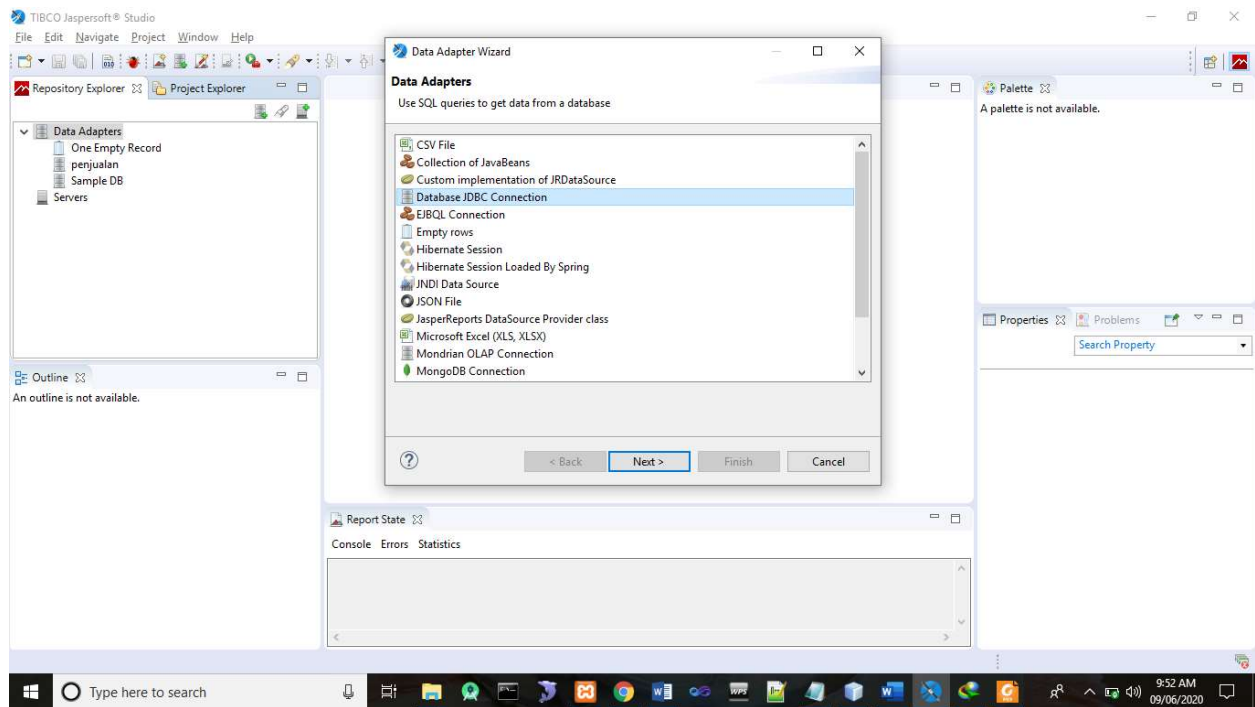 TIBCO Jaspersoft® Studio
File Edit Navigate Project Window Help
Repository Explorer Project Explorer
Data Adapters
One Empty Record
penjualan
Sample DB
Servers
Outline
An outline is not available.
Data Adapter Wizard
Data Adapters
Use SQL queries to get data from a database
CSV File
Collection of JavaBeans
Custom implementation of JRDataSource
Database JDBC Connection
EJBQL Connection
Empty rows
Hibernate Session
Hibernate Session Loaded By Spring
JNDI Data Source
JSON File
JasperReports DataSource Provider class
Microsoft Excel (XLS, XLSX)
Mondrian OLAP Connection
MongoDB Connection
< Back Next > Finish Cancel
Report State
Console Errors Statistics
Palette
A palette is not available.
Properties Problems
Search Property
Type here to search
9:52 AM
09/06/2020